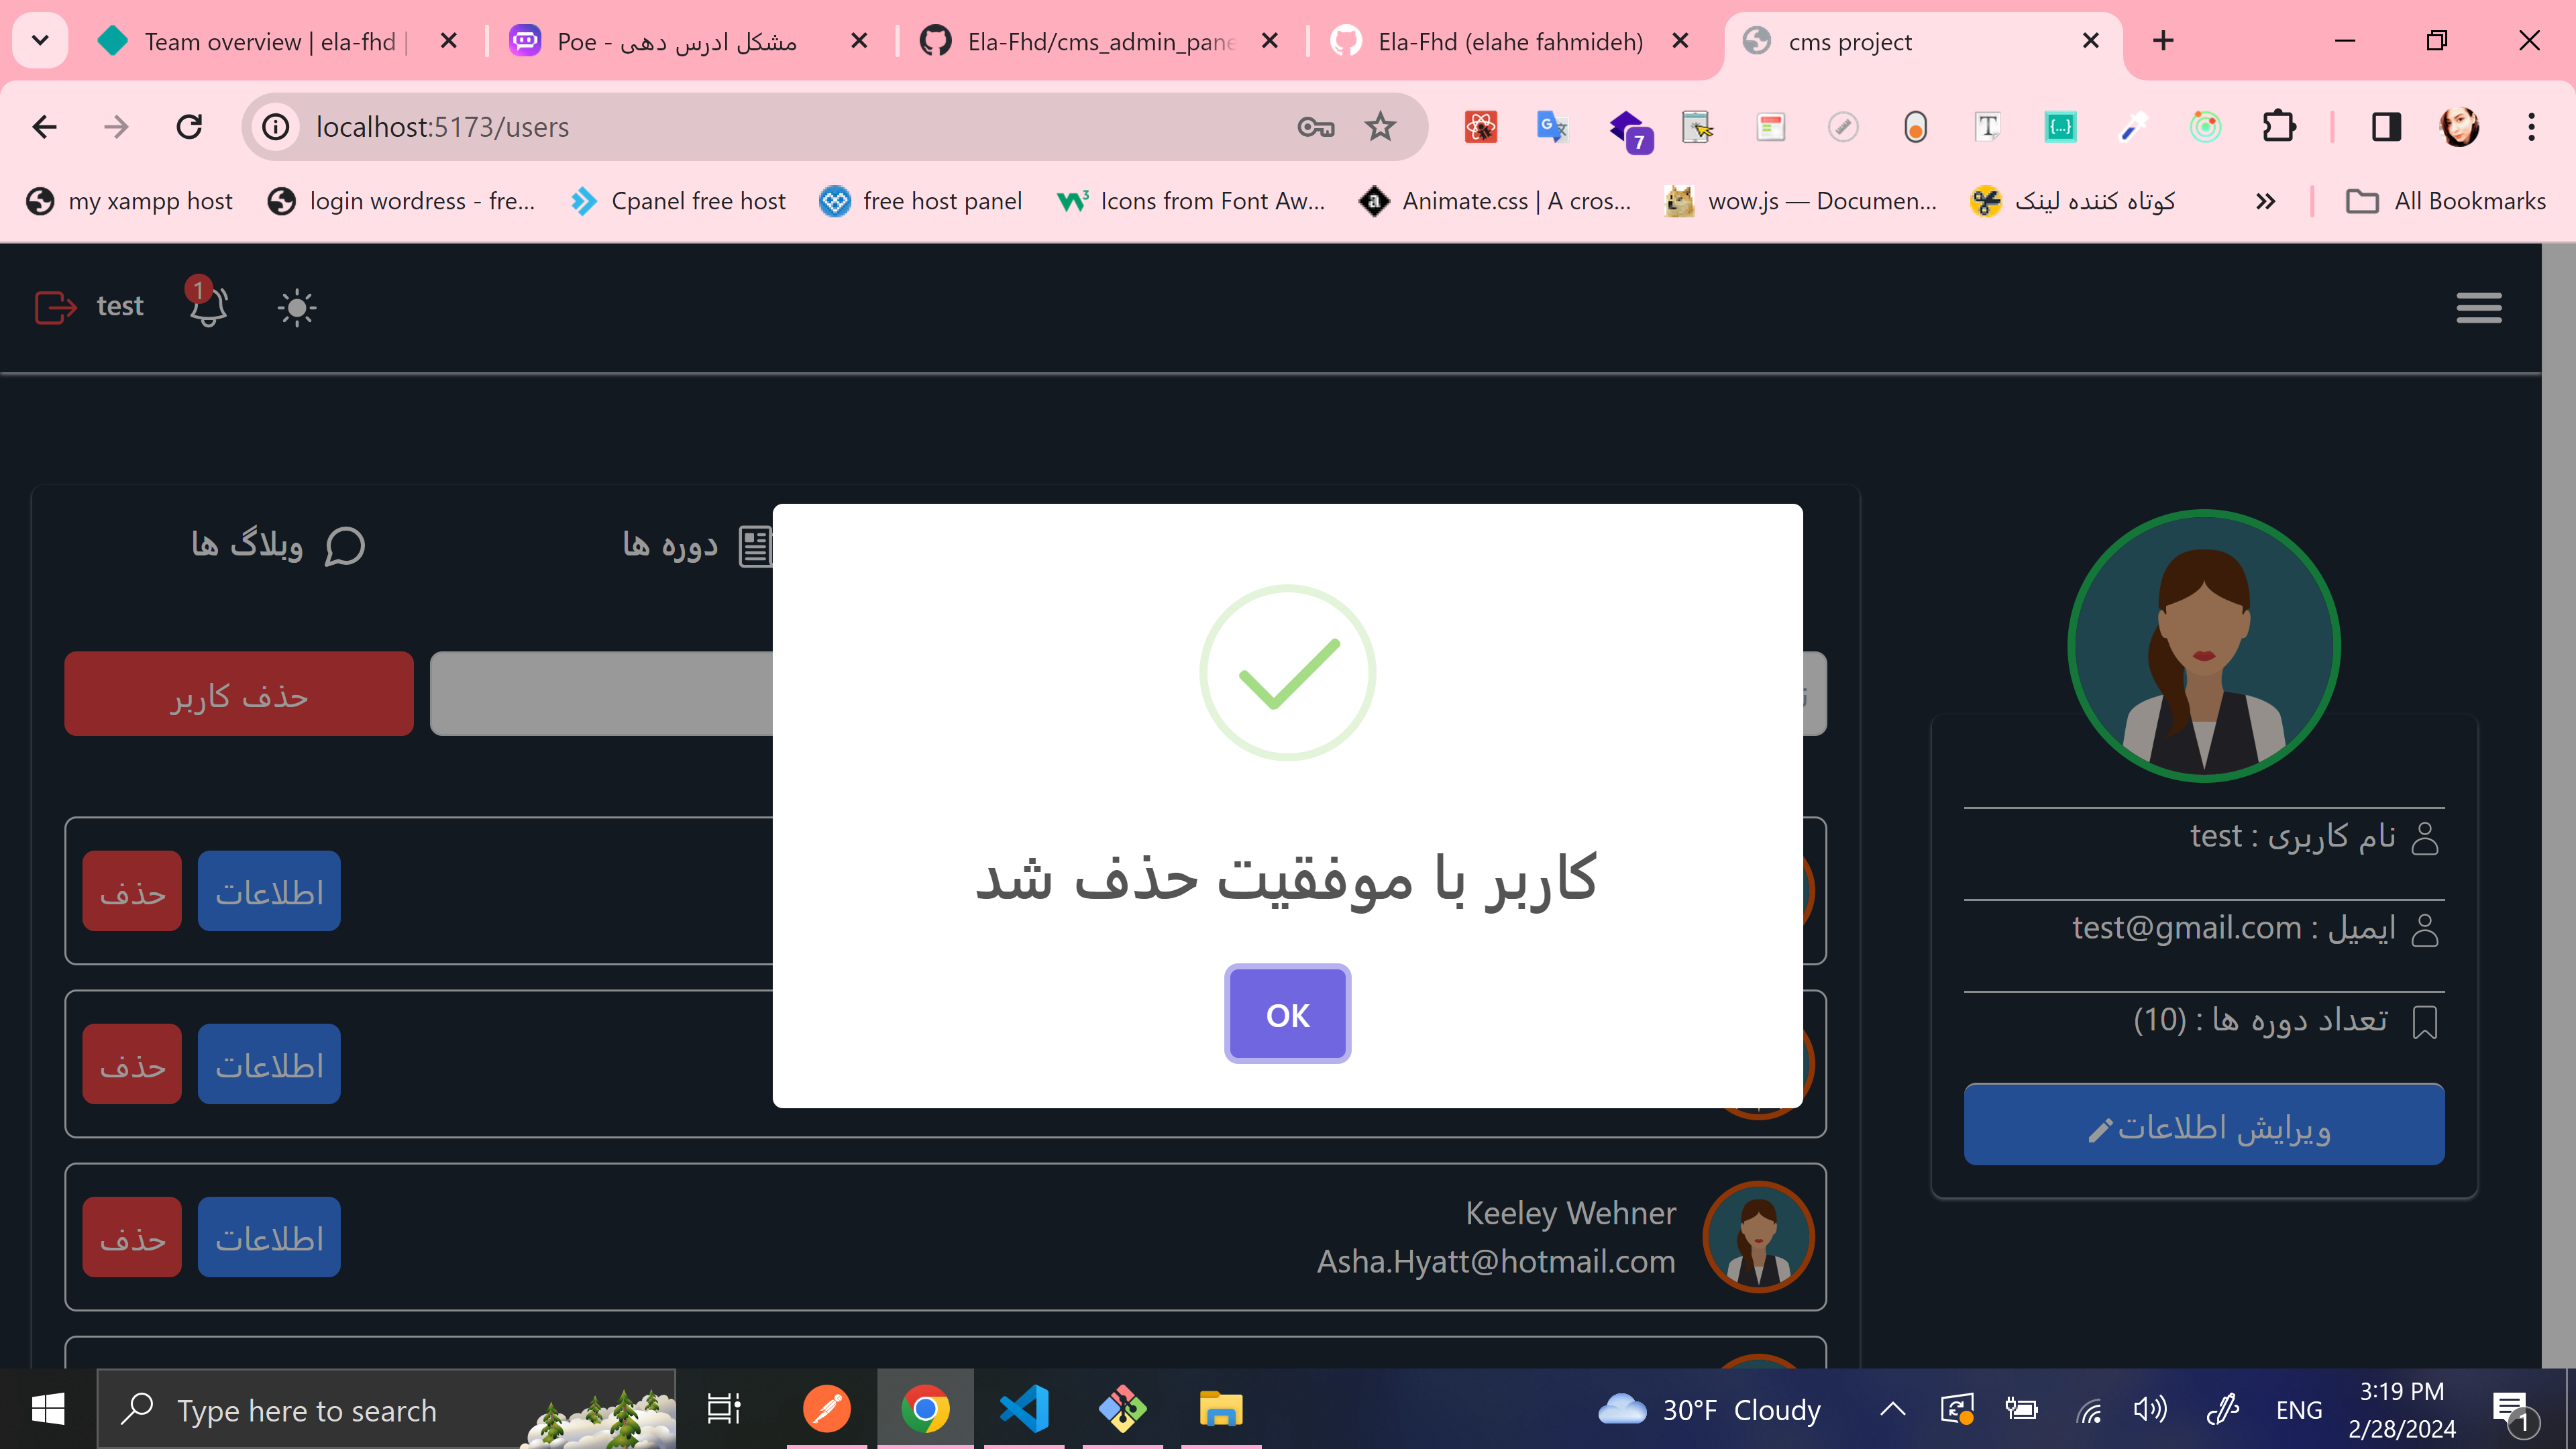 Team overview | ela-fhd |
Poe - مشکل ادرس دهی
Ela-Fhd/cms_admin_pane
Ela-Fhd (elahe fahmideh)
cms project
localhost:5173/users
7
my xampp host
login wordress - fre...
Cpanel free host
free host panel
Icons from Font Aw...
Animate.css | A cros...
wow.js — Documen...
کوتاه کننده لینک
All Bookmarks
test
1
دوره ها
وبلاگ ها
حذف کاربر
کاربر با موفقیت حذف شد
OK
اطلاعات
حذف
اطلاعات
حذف
Keeley Wehner
Asha.Hyatt@hotmail.com
اطلاعات
حذف
نام کاربری : test
ایمیل : test@gmail.com
تعداد دوره ها : (10)
ویرایش اطلاعات
Type here to search
30°F Cloudy
ENG
3:19 PM
2/28/2024
1